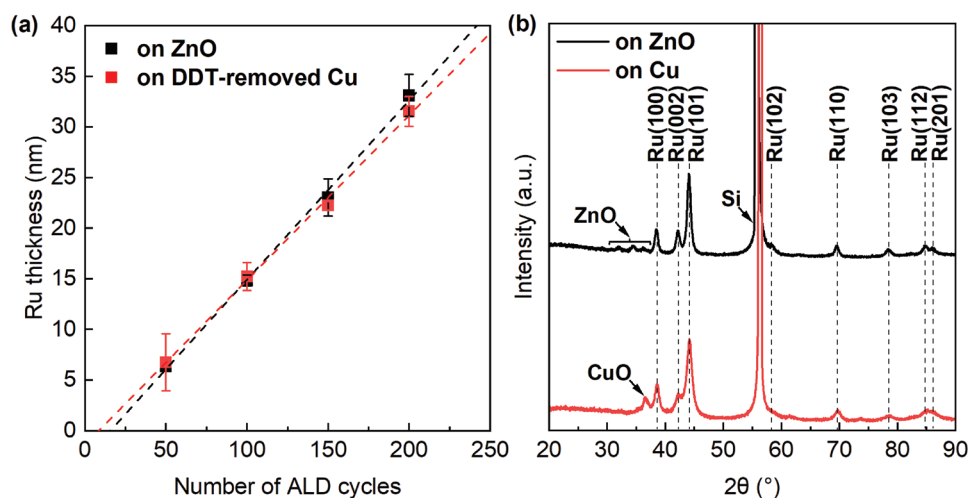 (a)
on ZnO
on DDT-removed Cu
Ru thickness (nm)
40
35
30
25
20
15
10
5
0
0
50
100
150
200
250
Number of ALD cycles
(b)
on ZnO
on Cu
Ru(100)
Ru(002)
Ru(101)
Ru(102)
Ru(110)
Ru(103)
Ru(112)
Ru(201)
ZnO
Si
CuO
Intensity (a.u.)
20
30
40
50
60
70
80
90
2θ (°)